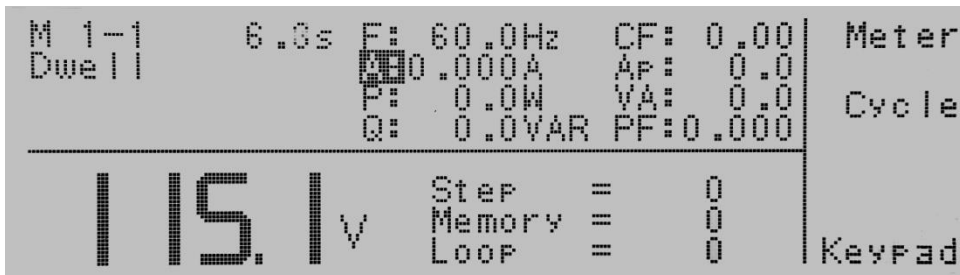 M 1-1 6.0s F: 60.0Hz CF: 0.00 Meter
Dwell A:0.000A Ap: 0.0
P: 0.0W VA: 0.0 Cycle
Q: 0.0VAR PF:0.000
115.1V
Step = 0
Memory = 0
Loop = 0 Keypad